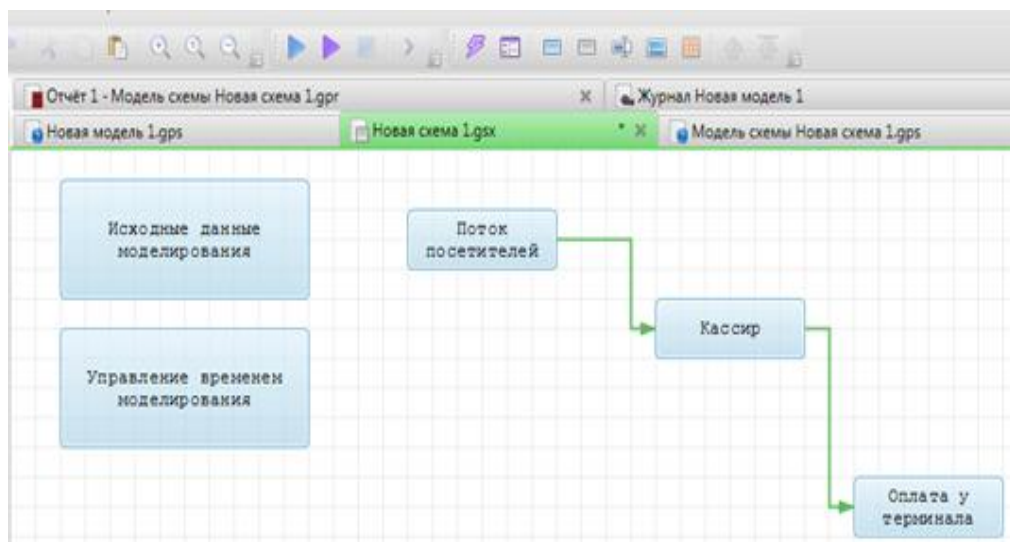 Отчёт 1 - Модель схемы Новая схема 1.gpr
Журнал Новая модель 1
Новая модель 1.gps
Новая схема 1.gsx *
Модель схемы Новая схема 1.gps
Исходные данные
моделирования
Поток
посетителей
Кассир
Управление временем
моделирования
Оплата у
терминала